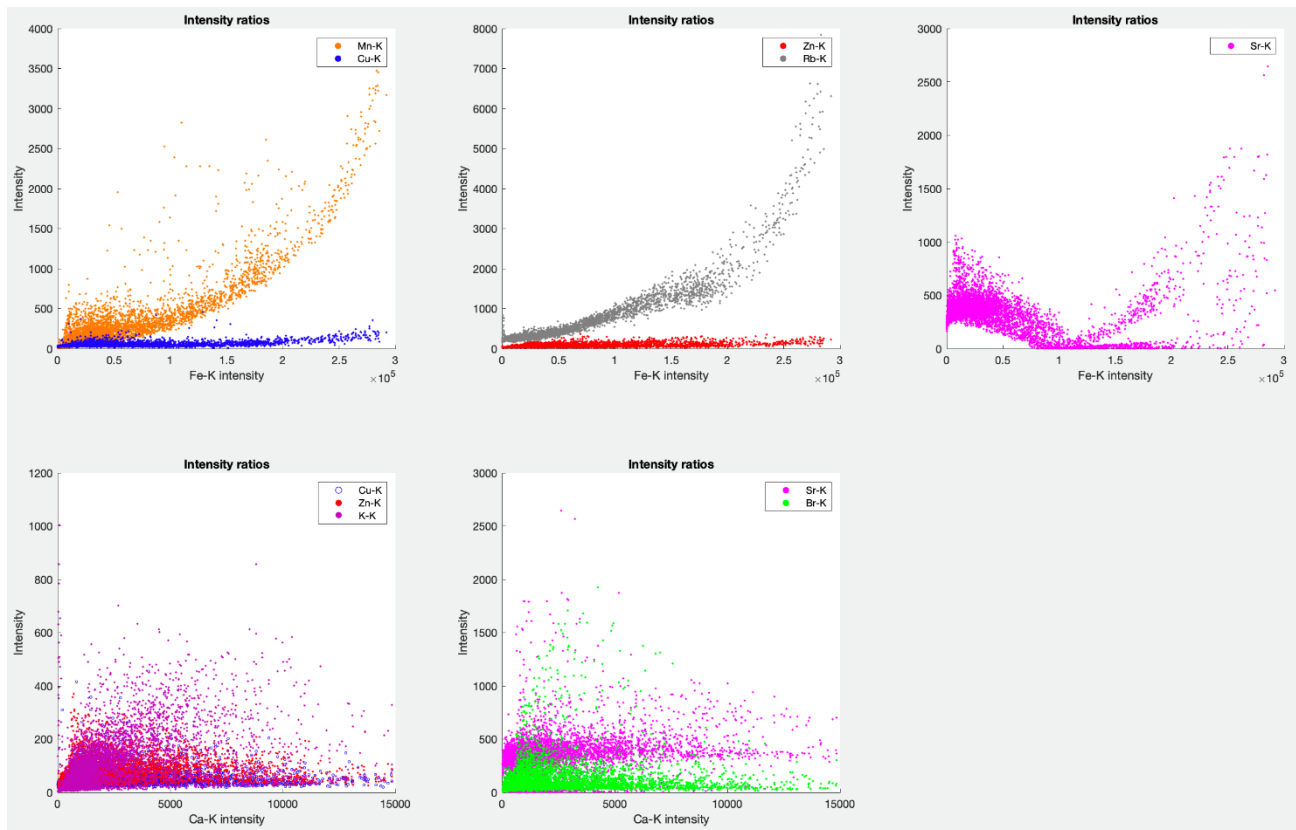 Intensity ratios
4000
3500
3000
2500
2000
1500
1000
500
0
Intensity
Mn-K
Cu-K
0 0.5 1 1.5 2 2.5 3
Fe-K intensity
×10^5
Intensity ratios
8000
7000
6000
5000
4000
3000
2000
1000
0
Intensity
Zn-K
Rb-K
0 0.5 1 1.5 2 2.5 3
Fe-K intensity
×10^5
Intensity ratios
3000
2500
2000
1500
1000
500
0
Intensity
Sr-K
0 0.5 1 1.5 2 2.5 3
Fe-K intensity
×10^5
Intensity ratios
1200
1000
800
600
400
200
0
Intensity
Cu-K
Zn-K
K-K
0 5000 10000 15000
Ca-K intensity
Intensity ratios
3000
2500
2000
1500
1000
500
0
Intensity
Sr-K
Br-K
0 5000 10000 15000
Ca-K intensity